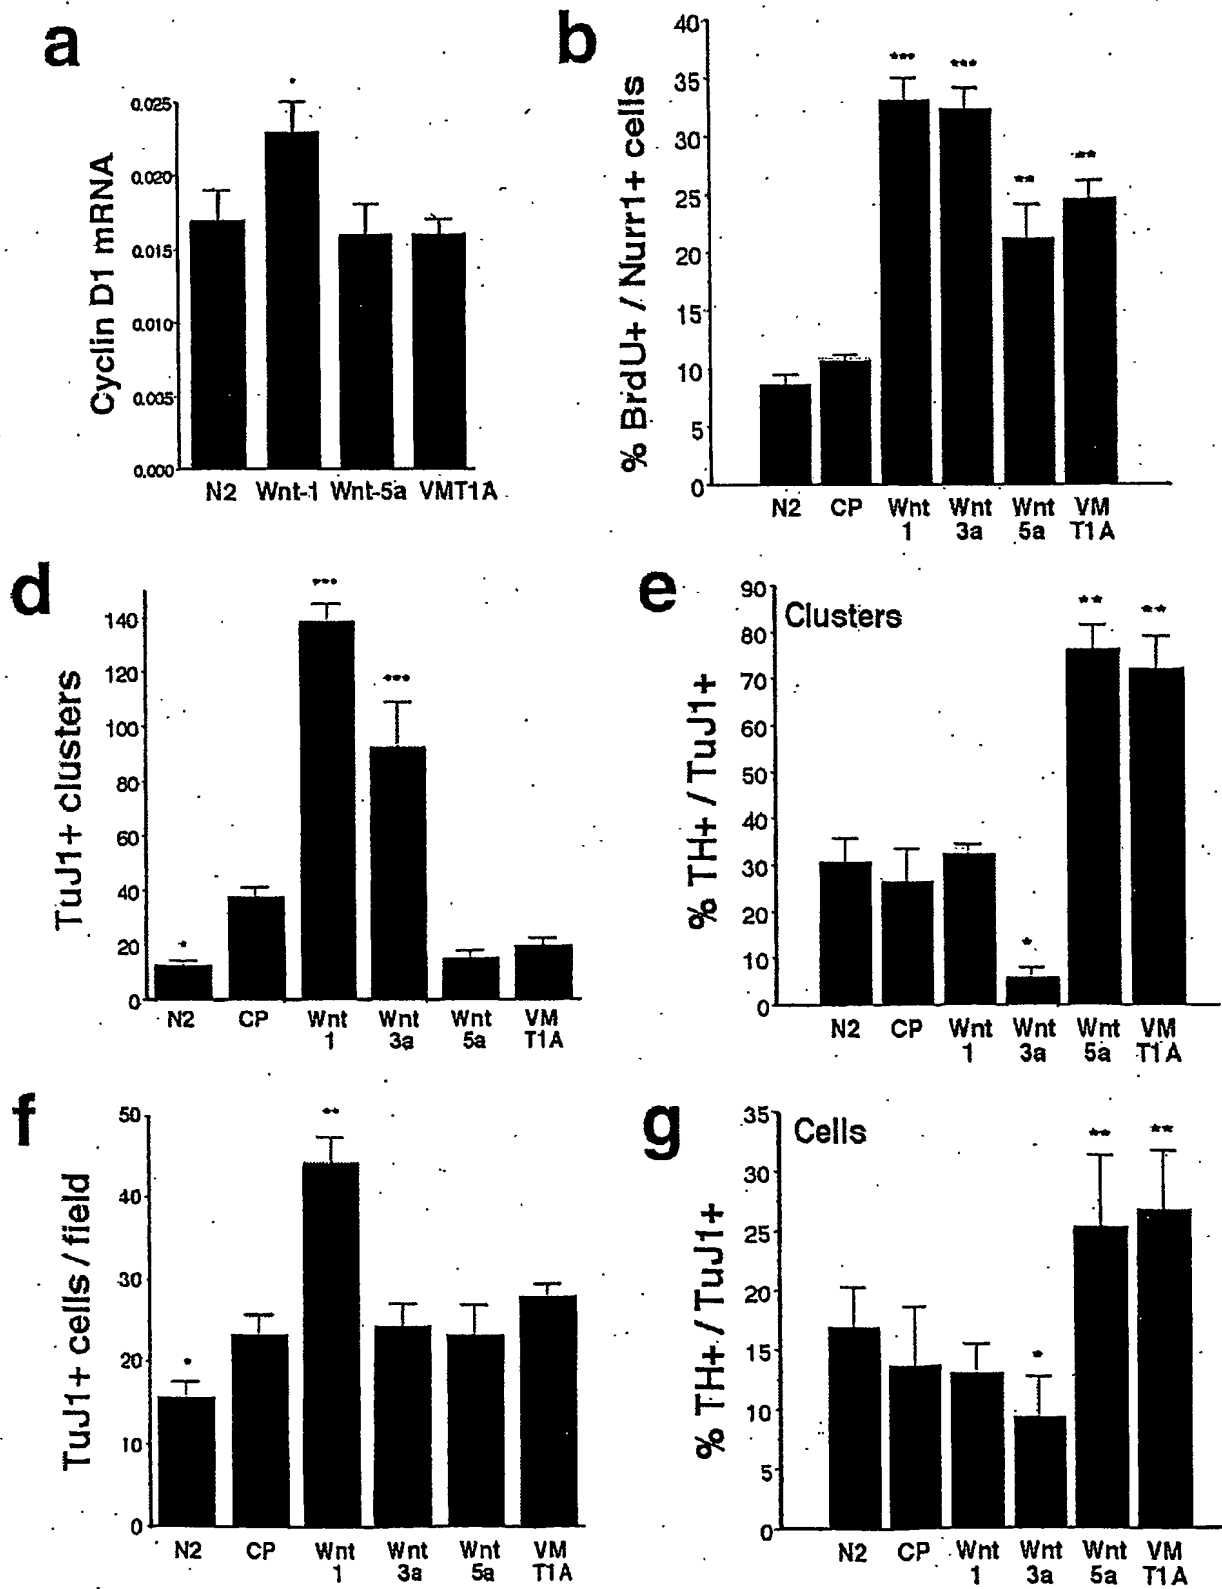 a
Cyclin D1 mRNA
0.025
0.020
0.015
0.010
0.005
0.000
*
N2 Wnt-1 Wnt-5a VMT1A
b
% BrdU+ / Nurr1+ cells
40
35
30
25
20
15
10
5
0
*** *** ** **
N2 CP Wnt Wnt Wnt VM
1 3a 5a T1A
d
TuJ1+ clusters
140
120
100
80
60
40
20
0
* *** ***
N2 CP Wnt Wnt Wnt VM
1 3a 5a T1A
e
Clusters
% TH+ / TuJ1+
90
80
70
60
50
40
30
20
10
0
* ** **
N2 CP Wnt Wnt Wnt VM
1 3a 5a T1A
f
TuJ1+ cells / field
50
40
30
20
10
0
* **
N2 CP Wnt Wnt Wnt VM
1 3a 5a T1A
g
Cells
% TH+ / TuJ1+
35
30
25
20
15
10
5
0
* ** **
N2 CP Wnt Wnt Wnt VM
1 3a 5a T1A